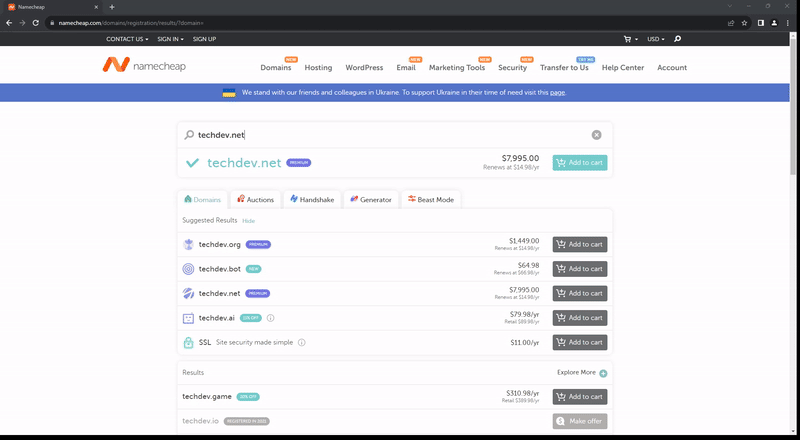 Namecheap
namecheap.com/domains/registration/results/?domain=
CONTACT US SIGN IN SIGN UP USD
namecheap
NEW NEW NEW NEW TRY ME
Domains Hosting WordPress Email Marketing Tools Security Transfer to Us Help Center Account
We stand with our friends and colleagues in Ukraine. To support Ukraine in their time of need visit this page.
techdev.net
techdev.net PREMIUM $7,995.00 Add to cart
Renews at $14.98/yr
Domains Auctions Handshake Generator Beast Mode
Suggested Results Hide
techdev.org PREMIUM $1,449.00 Add to cart
Renews at $14.98/yr
techdev.bot NEW $64.98 Add to cart
Renews at $66.98/yr
techdev.net PREMIUM $7,995.00 Add to cart
Renews at $14.98/yr
techdev.ai $79.98/yr Add to cart
Retail $89.98/yr
SSL Site security made simple $11.00/yr Add to cart
Results Explore More
techdev.game 20% OFF $310.98/yr Add to cart
Retail $389.98/yr
techdev.io REGISTERED IN Make offer